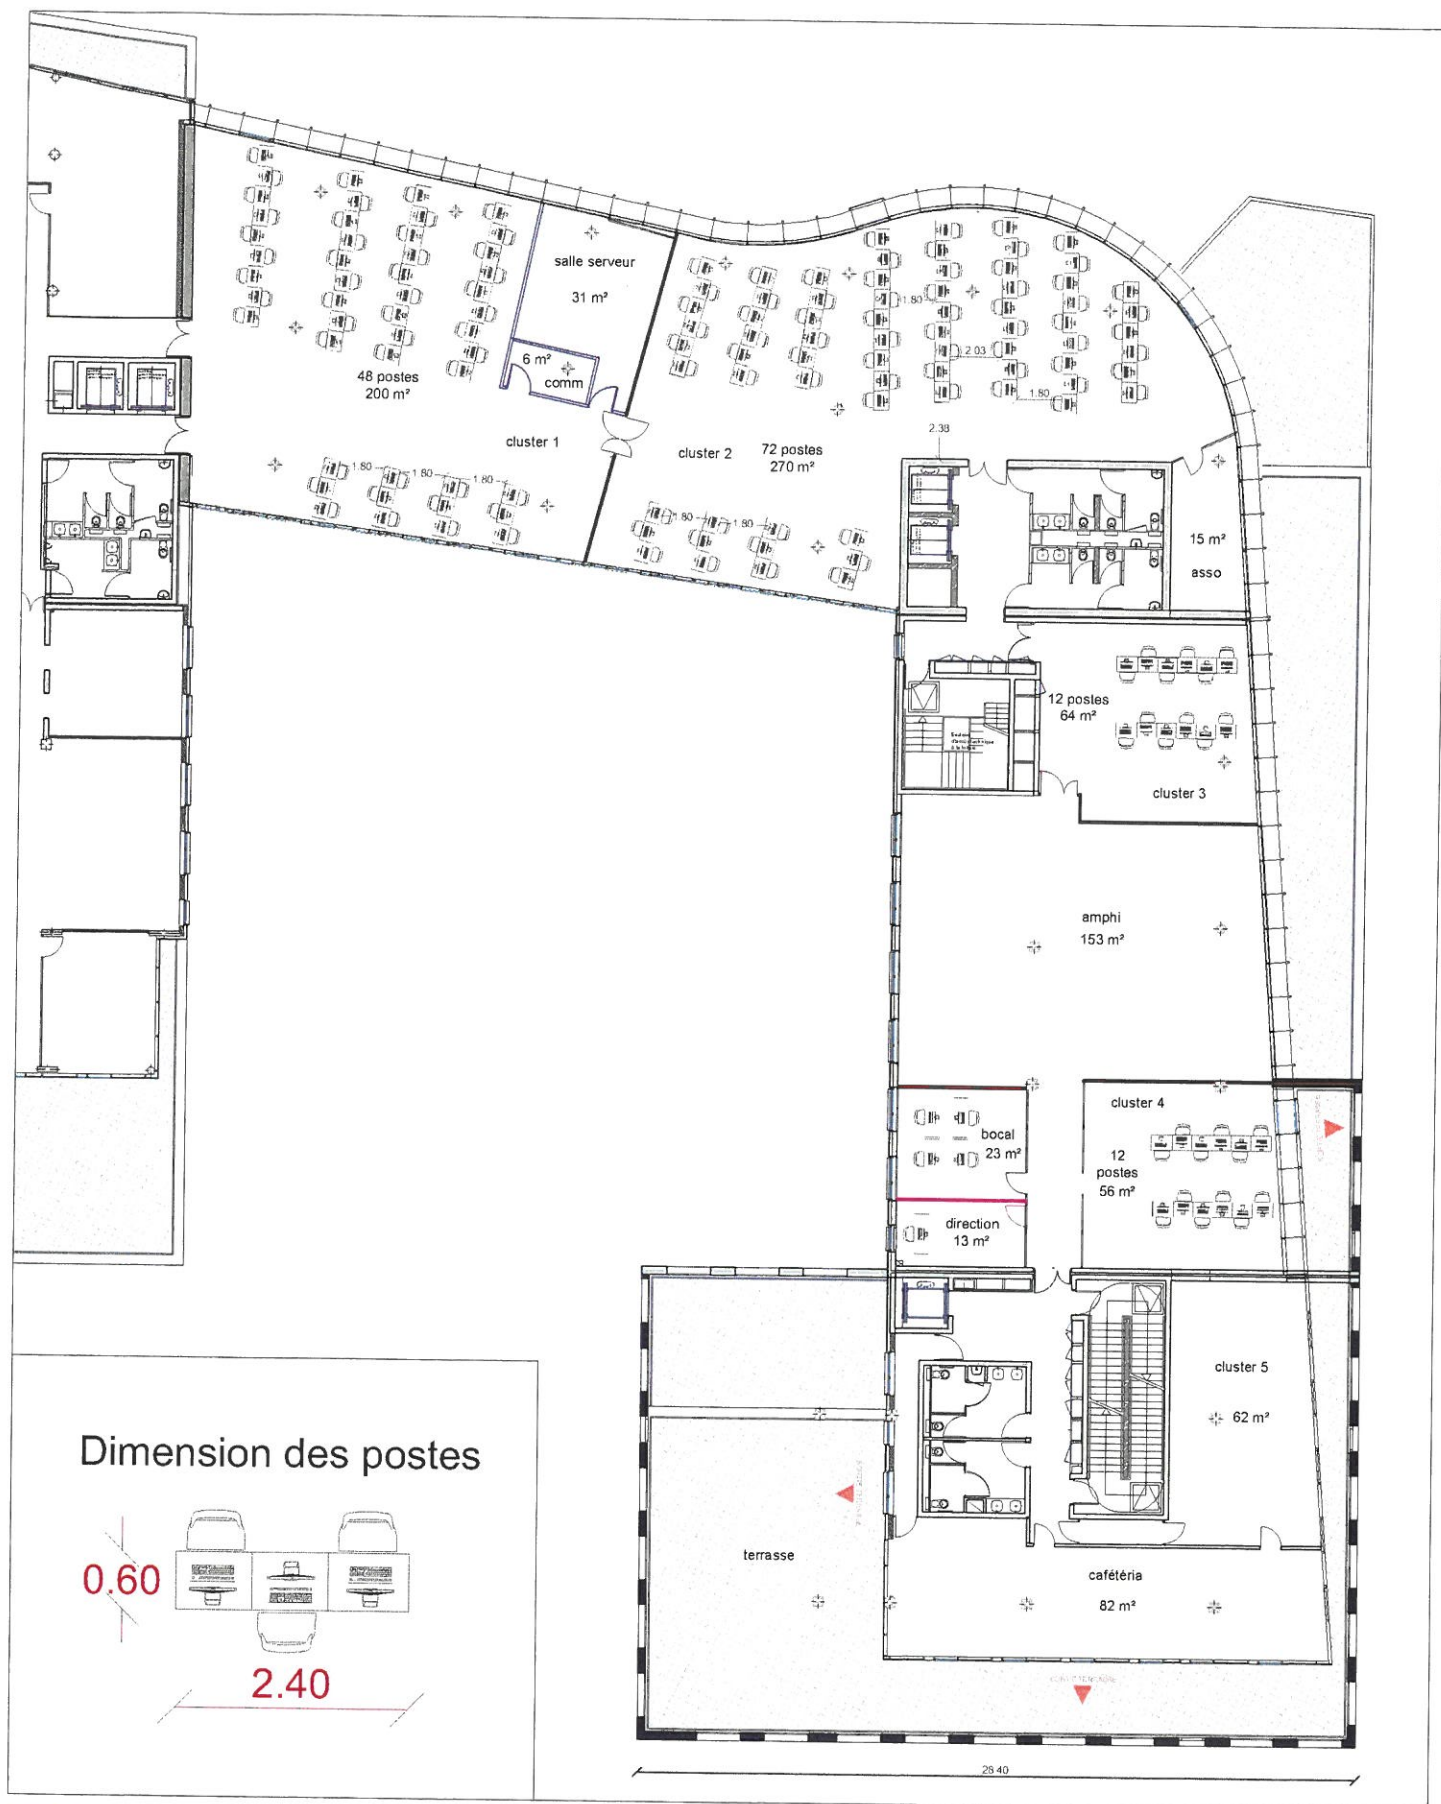 salle serveur
31 m²
6 m²
comm
48 postes
200 m²
cluster 1
cluster 2
72 postes
270 m²
1.80
2.03
1.80
2.38
1.80
1.80
1.80
1.80
1.80
15 m²
asso
12 postes
64 m²
cluster 3
amphi
153 m²
cluster 4
12
postes
56 m²
bocal
23 m²
direction
13 m²
cluster 5
62 m²
terrasse
cafétéria
82 m²
28.40
Dimension des postes
0.60
2.40